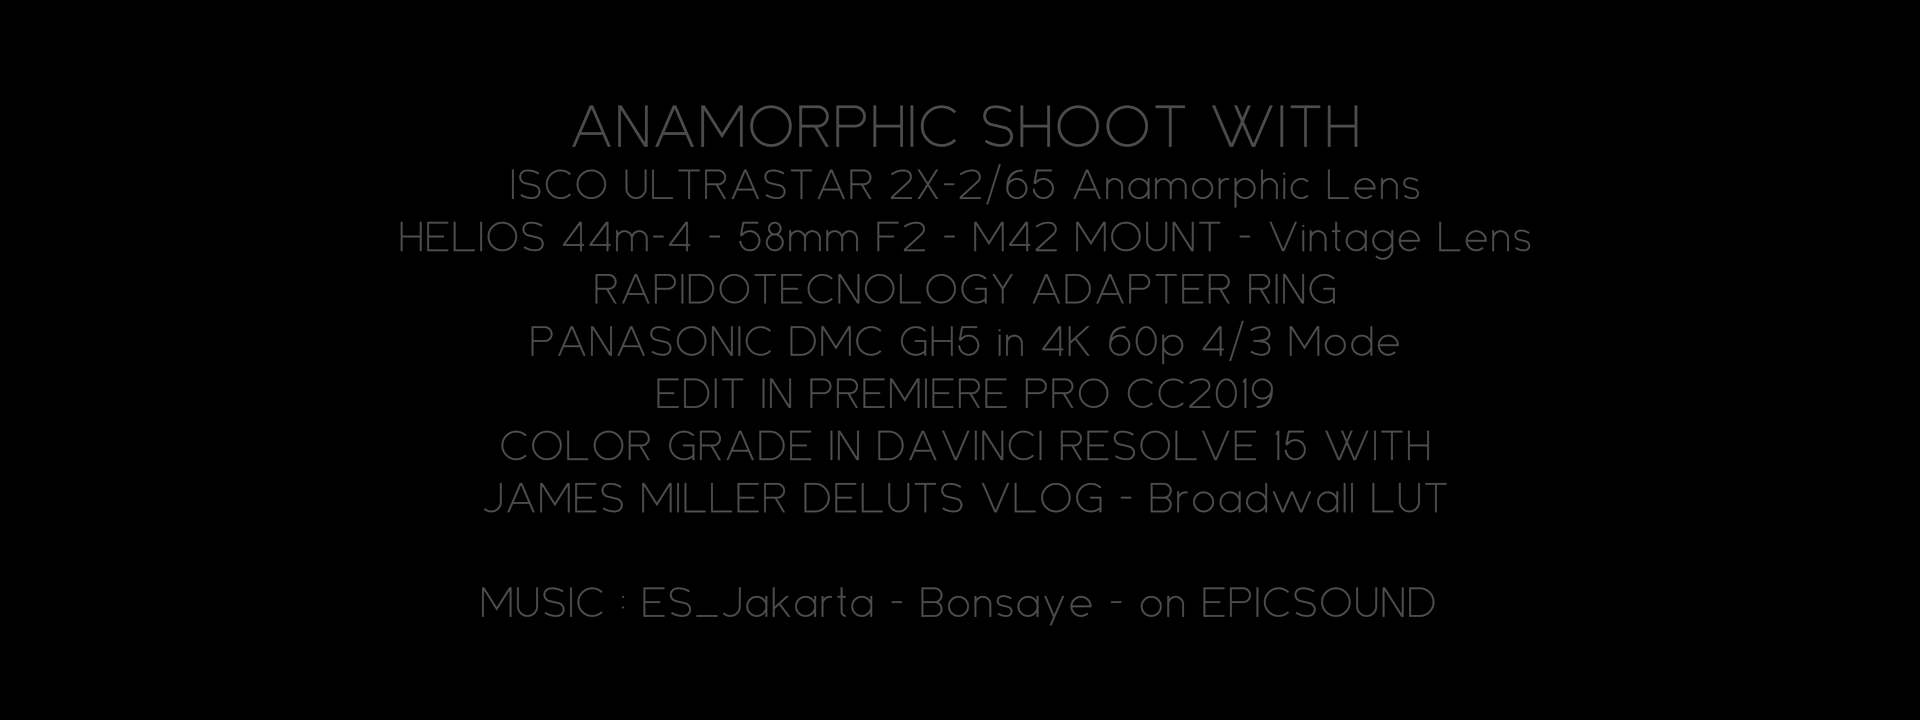 ANAMORPHIC SHOOT WITH
ISCO ULTRASTAR 2X-2/65 Anamorphic Lens
HELIOS 44m-4 - 58mm F2 - M42 MOUNT - Vintage Lens
RAPIDOTECNOLOGY ADAPTER RING
PANASONIC DMC GH5 in 4K 60p 4/3 Mode
EDIT IN PREMIERE PRO CC2019
COLOR GRADE IN DAVINCI RESOLVE 15 WITH
JAMES MILLER DELUTS VLOG - Broadwall LUT
MUSIC : ES_Jakarta - Bonsaye - on EPICSOUND